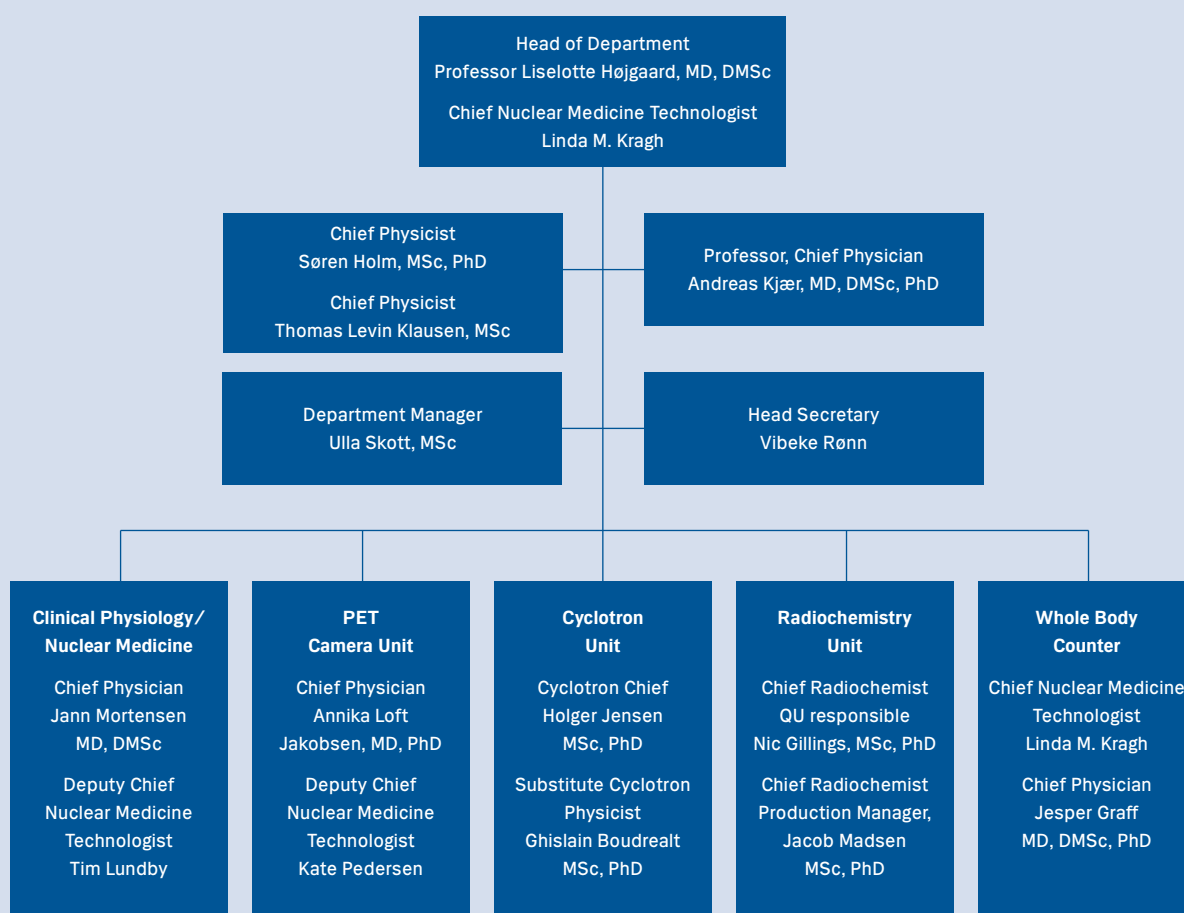 Head of Department
Professor Liselotte Højgaard, MD, DMSc
Chief Nuclear Medicine Technologist
Linda M. Kragh
Chief Physicist
Søren Holm, MSc, PhD
Chief Physicist
Thomas Levin Klausen, MSc
Professor, Chief Physician
Andreas Kjær, MD, DMSc, PhD
Department Manager
Ulla Skott, MSc
Head Secretary
Vibeke Rønn
Clinical Physiology/
Nuclear Medicine
Chief Physician
Jann Mortensen
MD, DMSc
Deputy Chief
Nuclear Medicine
Technologist
Tim Lundby
PET
Camera Unit
Chief Physician
Annika Loft
Jakobsen, MD, PhD
Deputy Chief
Nuclear Medicine
Technologist
Kate Pedersen
Cyclotron
Unit
Cyclotron Chief
Holger Jensen
MSc, PhD
Substitute Cyclotron
Physicist
Ghislain Boudrealt
MSc, PhD
Radiochemistry
Unit
Chief Radiochemist
QU responsible
Nic Gillings, MSc, PhD
Chief Radiochemist
Production Manager,
Jacob Madsen
MSc, PhD
Whole Body
Counter
Chief Nuclear Medicine
Technologist
Linda M. Kragh
Chief Physician
Jesper Graff
MD, DMSc, PhD